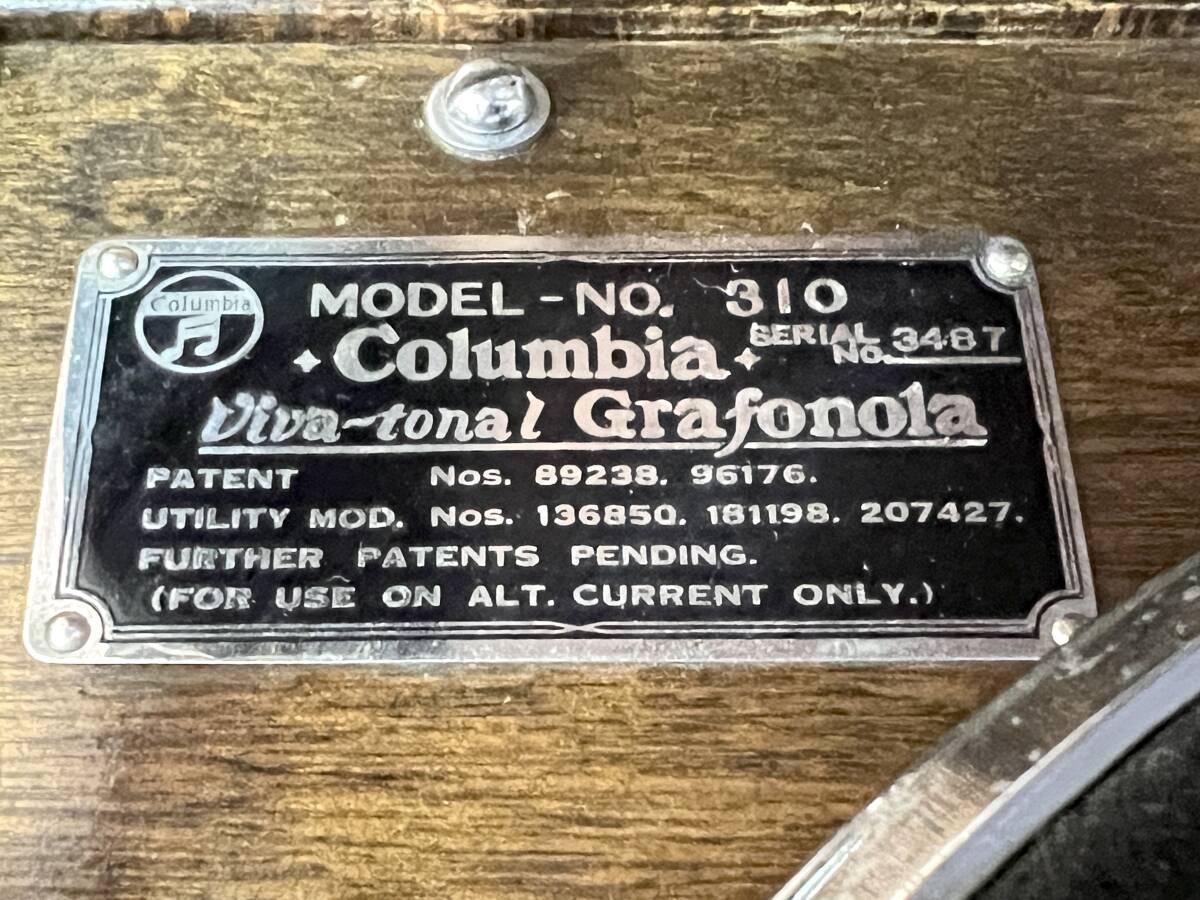 Columbia
MODEL - NO. 310
Columbia
SERIAL No. 3487
Viva-tonal Grafonola
PATENT Nos. 89238. 96176.
UTILITY MOD. Nos. 136850. 181198. 207427.
FURTHER PATENTS PENDING.
(FOR USE ON ALT. CURRENT ONLY.)